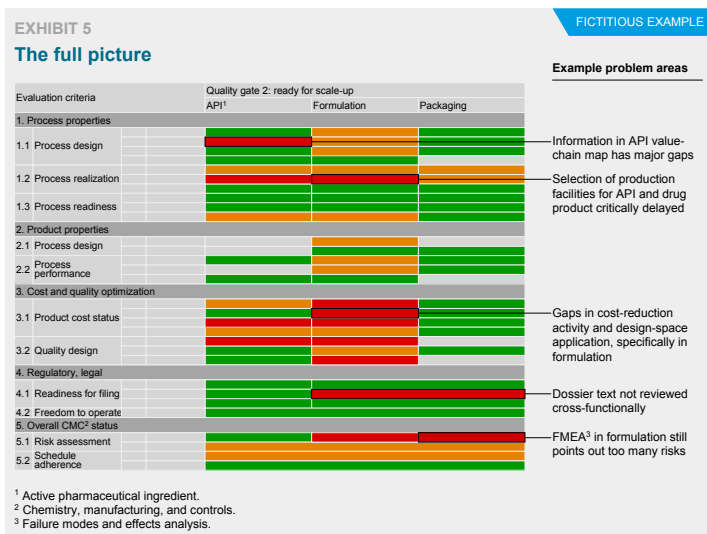 EXHIBIT 5
FICTITIOUS EXAMPLE
The full picture
Example problem areas
Evaluation criteria
Quality gate 2: ready for scale-up
API1
Formulation
Packaging
1. Process properties
1.1 Process design
Information in API value-
chain map has major gaps
1.2 Process realization
Selection of production
facilities for API and drug
product critically delayed
1.3 Process readiness
2. Product properties
2.1 Process design
2.2 Process
performance
3. Cost and quality optimization
3.1 Product cost status
Gaps in cost-reduction
activity and design-space
application, specifically in
formulation
3.2 Quality design
4. Regulatory, legal
4.1 Readiness for filing
Dossier text not reviewed
cross-functionally
4.2 Freedom to operate
5. Overall CMC2 status
5.1 Risk assessment
FMEA3 in formulation still
points out too many risks
5.2 Schedule
adherence
1 Active pharmaceutical ingredient.
2 Chemistry, manufacturing, and controls.
3 Failure modes and effects analysis.